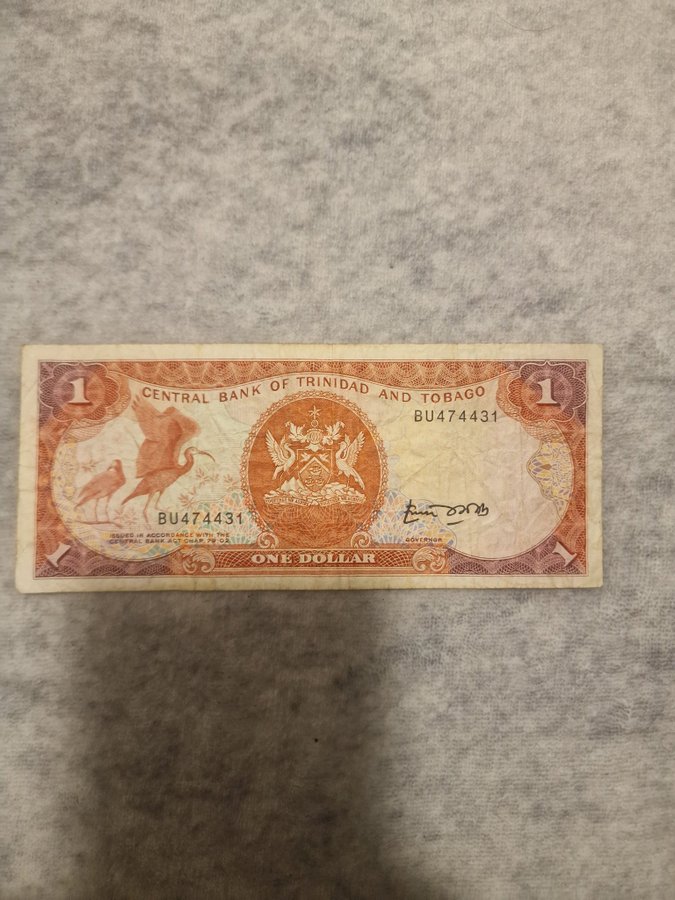 1 1
CENTRAL BANK OF TRINIDAD AND TOBAGO
BU474431
BU474431
ISSUED IN ACCORDANCE WITH THE
CENTRAL BANK ACT CHAP. 79.02
GOVERNOR
1 ONE DOLLAR 1